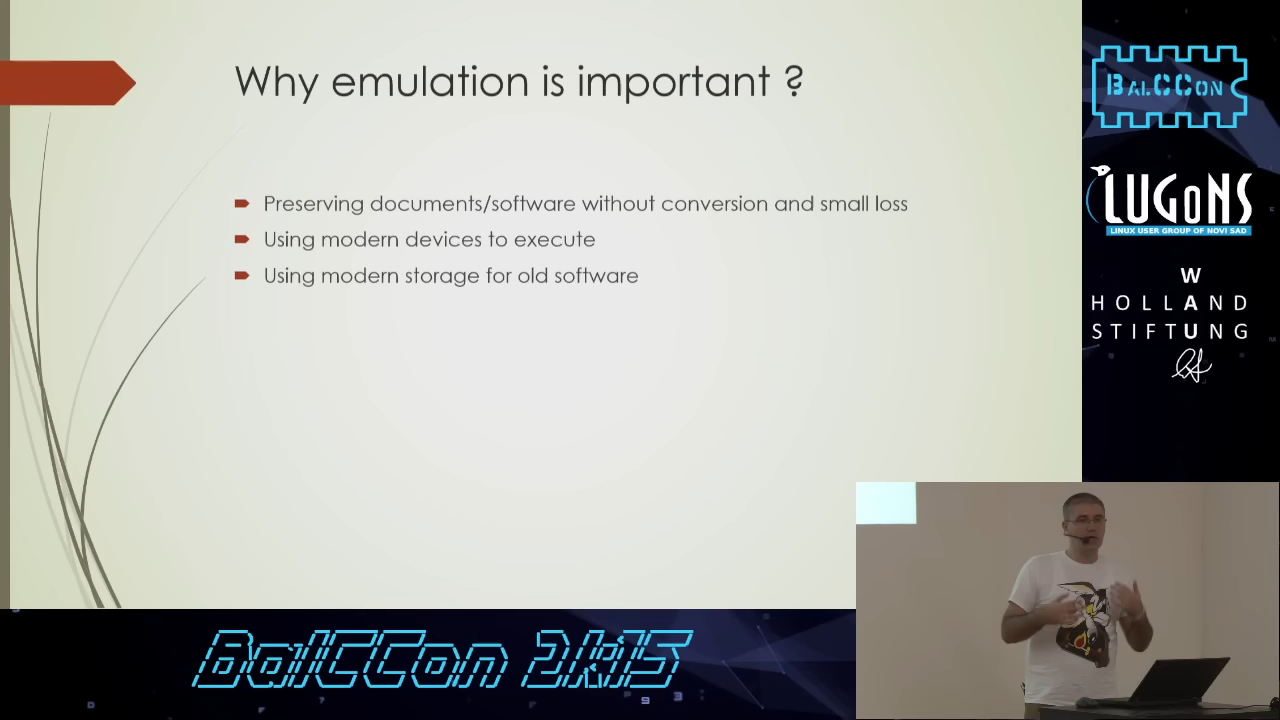 Why emulation is important ?
Preserving documents/software without conversion and small loss
Using modern devices to execute
Using modern storage for old software
BALCCON
LUGONS
LINUX USER GROUP OF NOVI SAD
W
HOLLAND
STIFTUNG
BalCCon 2K15